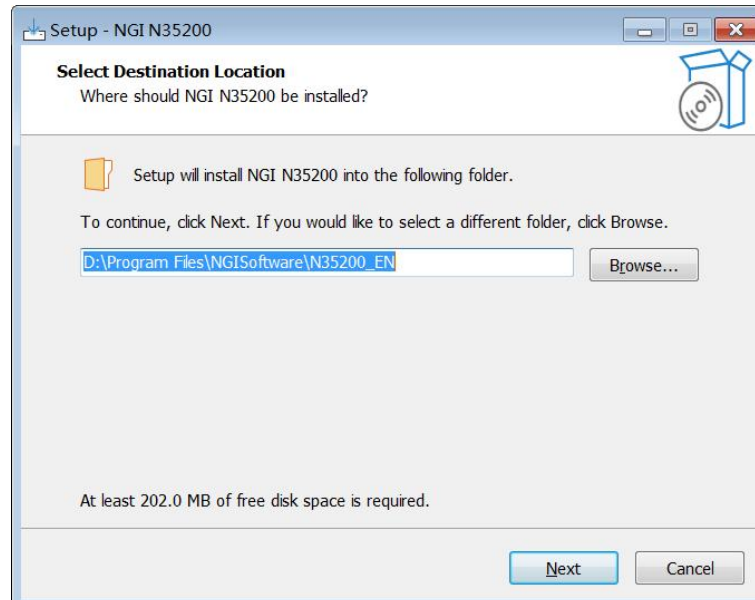 Setup - NGI N35200
Select Destination Location
Where should NGI N35200 be installed?
Setup will install NGI N35200 into the following folder.
To continue, click Next. If you would like to select a different folder, click Browse.
D:\Program Files\NGISoftware\N35200_EN
Browse...
At least 202.0 MB of free disk space is required.
Next
Cancel